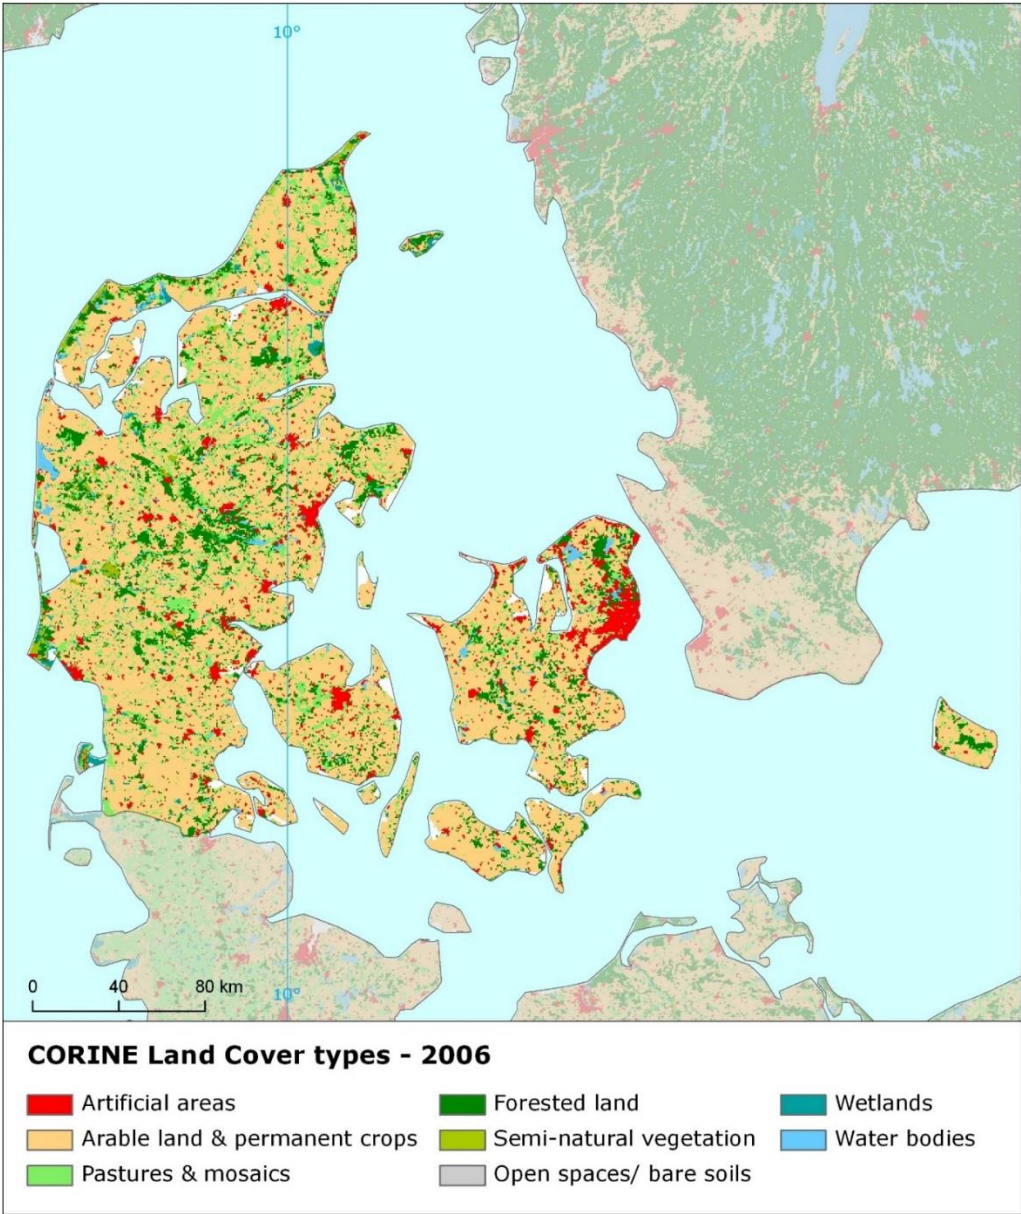 10°
0 40 80 km
10°
CORINE Land Cover types - 2006
Artificial areas Forested land Wetlands
Arable land & permanent crops Semi-natural vegetation Water bodies
Pastures & mosaics Open spaces/ bare soils